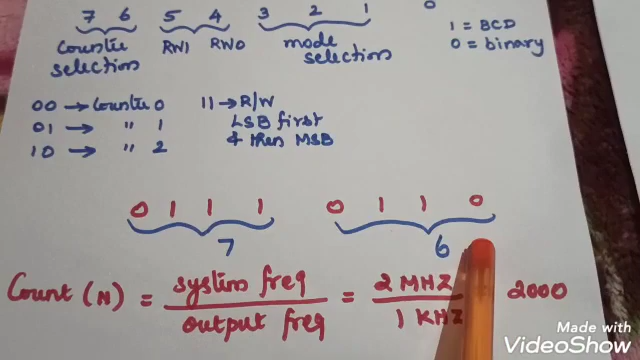 7 6 5 4 3 2 1 0
Counter RW1 RW0 mode
selection selection
1 = BCD
0 = binary
00 → Counter 0
01 → " 1
10 → " 2
11 → R/W
LSB first
& then MSB
0 1 1 1 0 1 1 0
7 6
Count (N) = system freq / output freq = 2 MHZ / 1 KHZ 2000
Made with
VideoShow